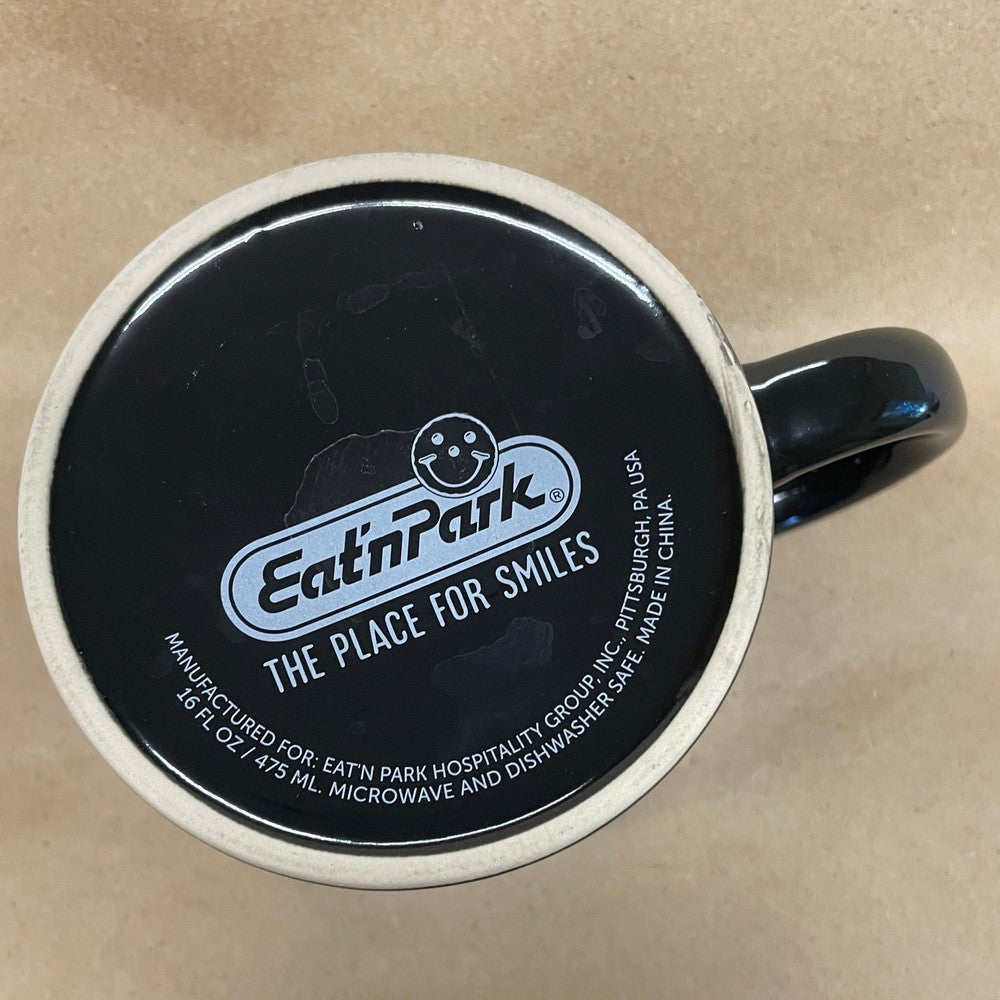 Eat'nPark®
THE PLACE FOR SMILES
MANUFACTURED FOR: EAT'N PARK HOSPITALITY GROUP, INC., PITTSBURGH, PA USA
16 FL OZ / 475 ML. MICROWAVE AND DISHWASHER SAFE. MADE IN CHINA.